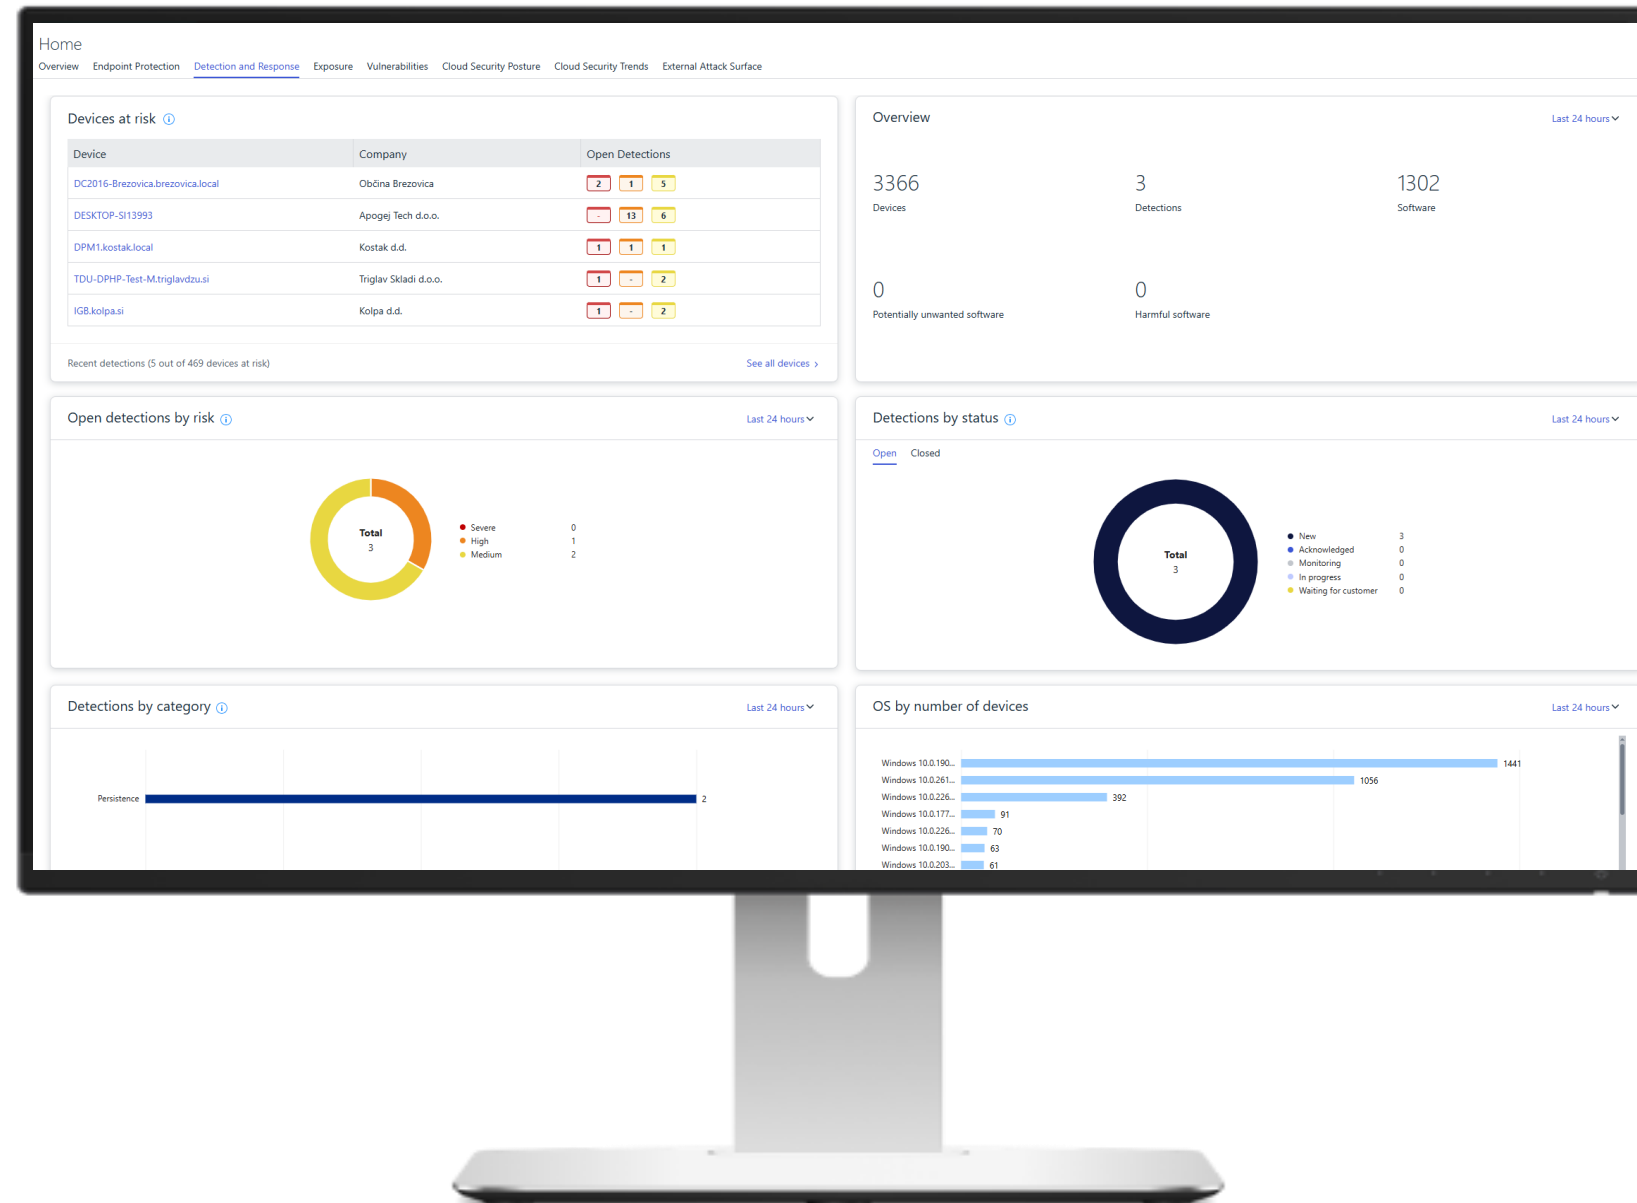 Home
Overview Endpoint Protection Detection and Response Exposure Vulnerabilities Cloud Security Posture Cloud Security Trends External Attack Surface
Devices at risk
Device Company Open Detections
DC2016-Brezovica.brezovica.local Občina Brezovica 2 1 5
DESKTOP-SI13993 Apogej Tech d.o.o. - 13 6
DPM1.kostak.local Kostak d.d. 1 1 1
TDU-DPHP-Test-M.triglavdzu.si Triglav Skladi d.o.o. 1 - 2
IGB.kolpa.si Kolpa d.d. 1 - 2
Recent detections (5 out of 469 devices at risk) See all devices
Overview Last 24 hours
3366 3 1302
Devices Detections Software
0 0
Potentially unwanted software Harmful software
Open detections by risk Last 24 hours
Total
3
Severe 0
High 1
Medium 2
Detections by status Last 24 hours
Open Closed
Total
3
New 3
Acknowledged 0
Monitoring 0
In progress 0
Waiting for customer 0
Detections by category Last 24 hours
Persistence 2
OS by number of devices Last 24 hours
Windows 10.0.190... 1441
Windows 10.0.261... 1056
Windows 10.0.226... 392
Windows 10.0.177... 91
Windows 10.0.226... 70
Windows 10.0.190... 63
Windows 10.0.203... 61